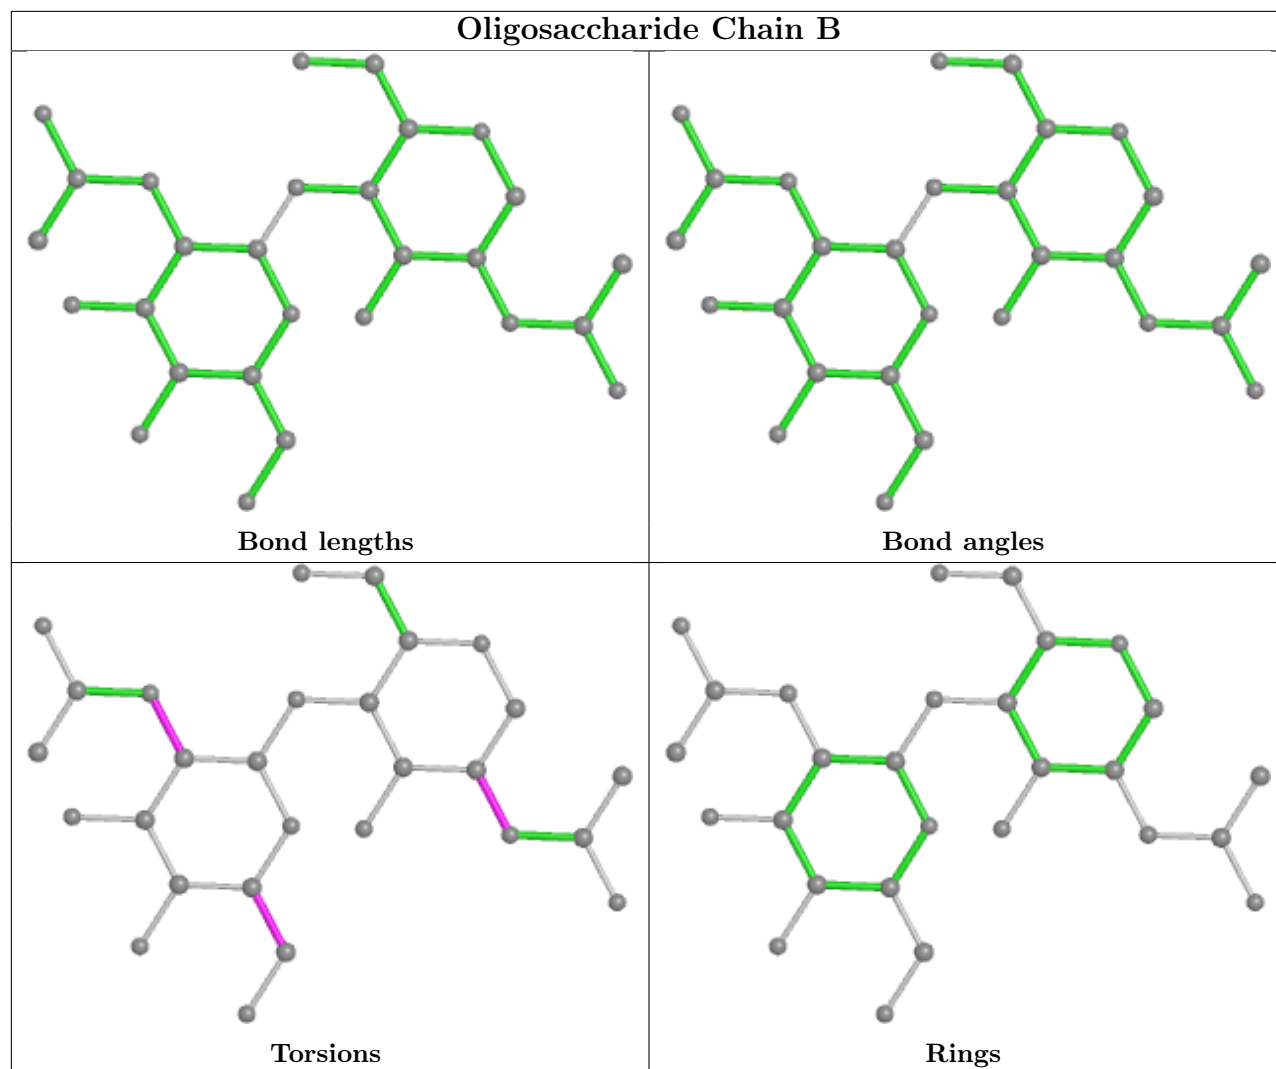 Oligosaccharide Chain B
Bond lengths
Bond angles
Torsions
Rings